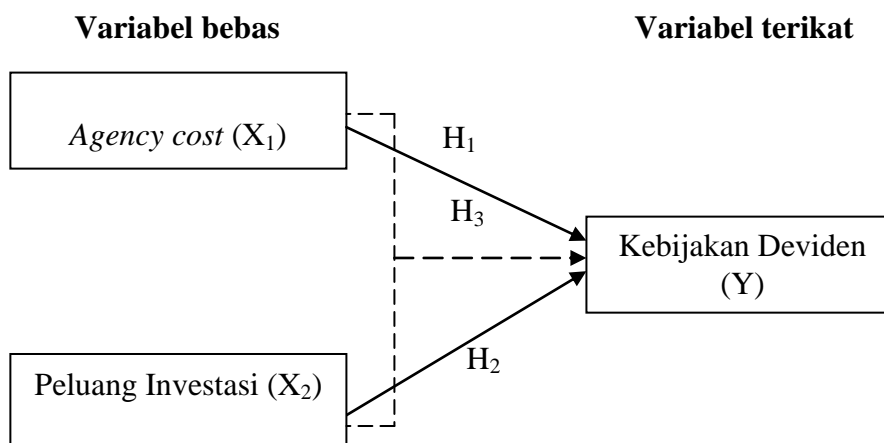 Variabel bebas
Variabel terikat
Agency cost (X₁)
H₁
H₃
Kebijakan Deviden
(Y)
H₂
Peluang Investasi (X₂)